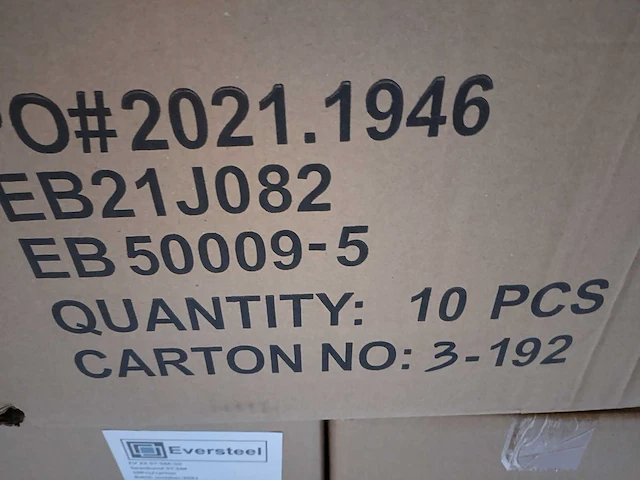 PO#2021.1946
EB21J082
EB 50009-5
QUANTITY: 10 PCS
CARTON NO: 3-192
Eversteel